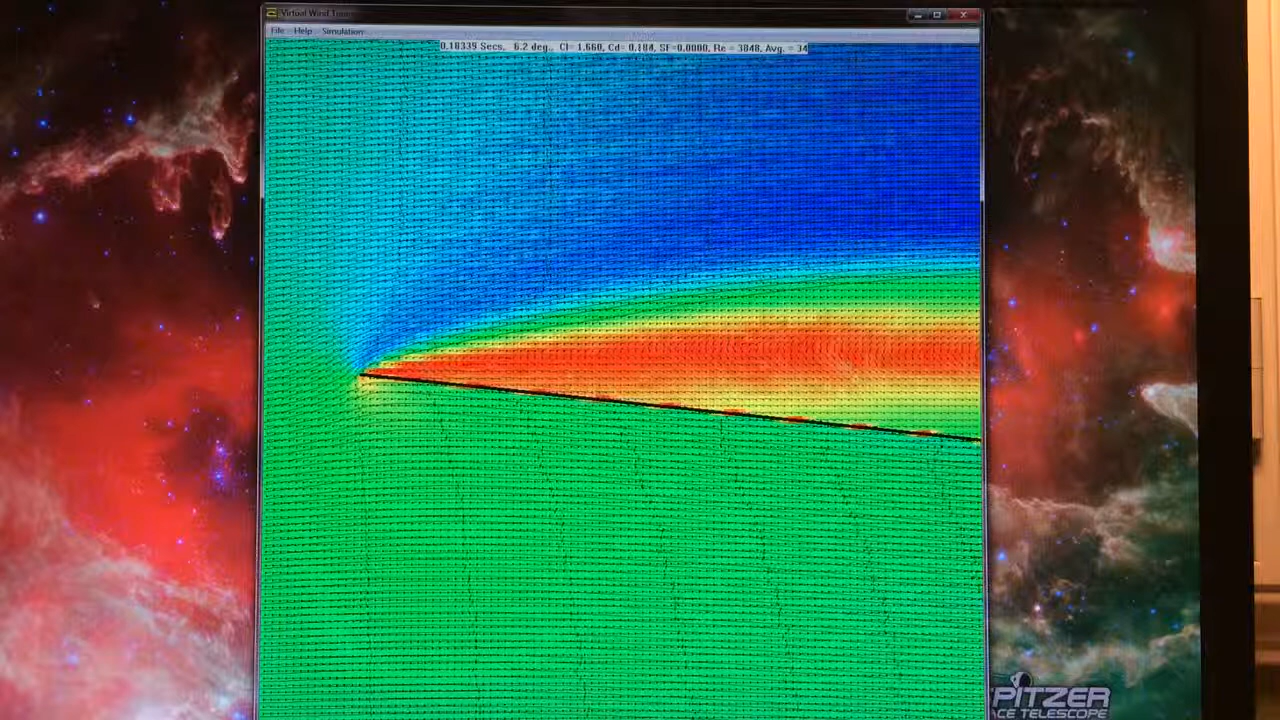 Virtual Wind Tunnel
File Help Simulation
0.18339 Secs, 6.2 deg., Cl= 1.660, Cd= 0.184, SF=0.0000, Re = 3848, Avg. = 34
PITZER
ACE TELESCOPE